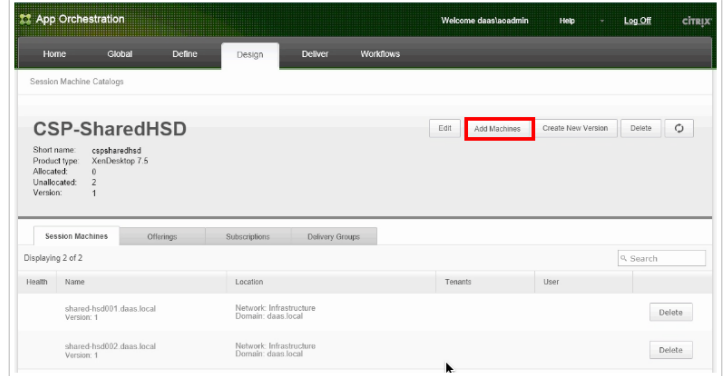 App Orchestration
Welcome daas\acadmin Help Log Off CITRIX
Home Global Define Design Deliver Workflows
Session Machine Catalogs
CSP-SharedHSD
Edit Add Machines Create New Version Delete
Short name: cspsharedhsd
Product type: XenDesktop 7.5
Allocated: 0
Unallocated: 2
Version: 1
Session Machines Offerings Subscriptions Delivery Groups
Displaying 2 of 2 Search
Health Name Location Tenants User
shared-hsd001.daas.local Network: Infrastructure
Version: 1 Domain: daas.local Delete
shared-hsd002.daas.local Network: Infrastructure
Version: 1 Domain: daas.local Delete